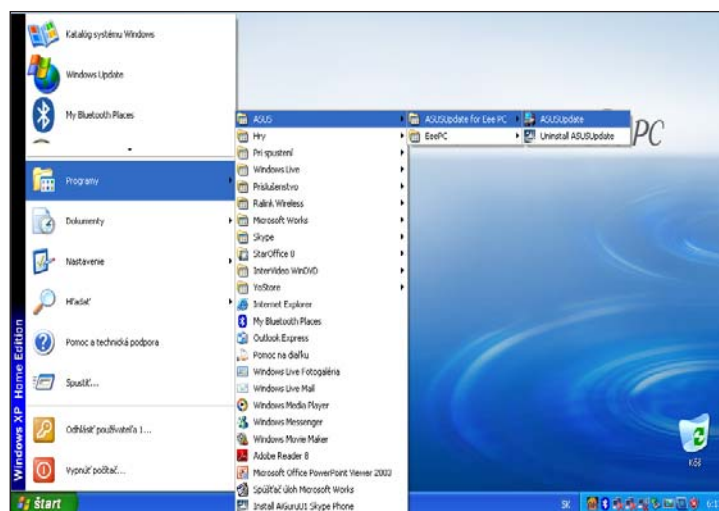 Katalóg systému Windows
Windows Update
My Bluetooth Places
Programy
Dokumenty
Nastavenie
Hľadať
Pomoc a technická podpora
Spustiť...
Odhlásiť používateľa 1...
Vypnúť počítač...
Windows XP Home Edition
ASUS
Hry
Pri spustení
Windows Live
Príslušenstvo
Ralink Wireless
Microsoft Works
Skype
StarOffice 8
InterVideo WinDVD
YoStore
Internet Explorer
My Bluetooth Places
Outlook Express
Pomoc na diaľku
Windows Live Fotogaléria
Windows Live Mail
Windows Media Player
Windows Messenger
Windows Movie Maker
Adobe Reader 8
Microsoft Office PowerPoint Viewer 2003
Spúšťač úloh Microsoft Works
Install AiGuruU1 Skype Phone
ASUSUpdate for Eee PC
EeePC
ASUSUpdate
Uninstall ASUSUpdate
PC
Kôš
štart
SK